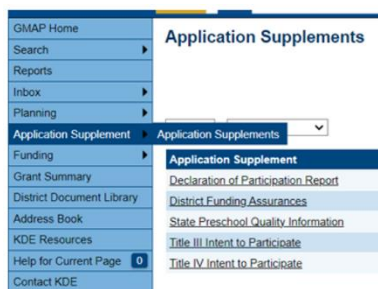 GMAP Home
Search
Reports
Inbox
Planning
Application Supplement
Funding
Grant Summary
District Document Library
Address Book
KDE Resources
Help for Current Page 0
Contact KDE
Application Supplements
Application Supplements
Application Supplement
Declaration of Participation Report
District Funding Assurances
State Preschool Quality Information
Title III Intent to Participate
Title IV Intent to Participate